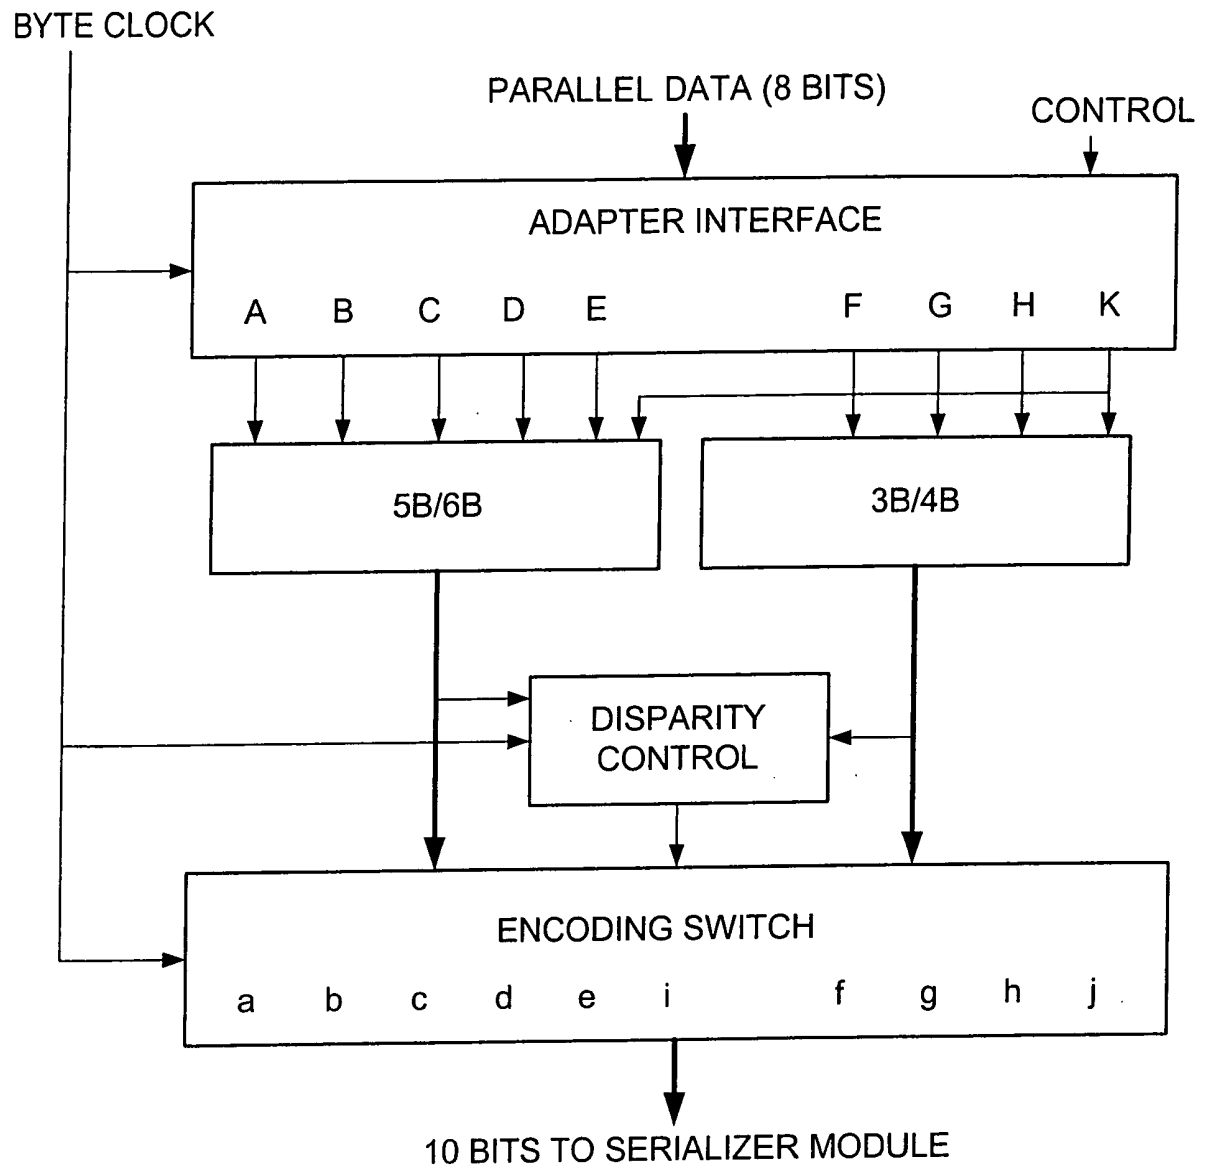 BYTE CLOCK
PARALLEL DATA (8 BITS)
CONTROL
ADAPTER INTERFACE
A B C D E F G H K
5B/6B
3B/4B
DISPARITY
CONTROL
ENCODING SWITCH
a b c d e i f g h j
10 BITS TO SERIALIZER MODULE